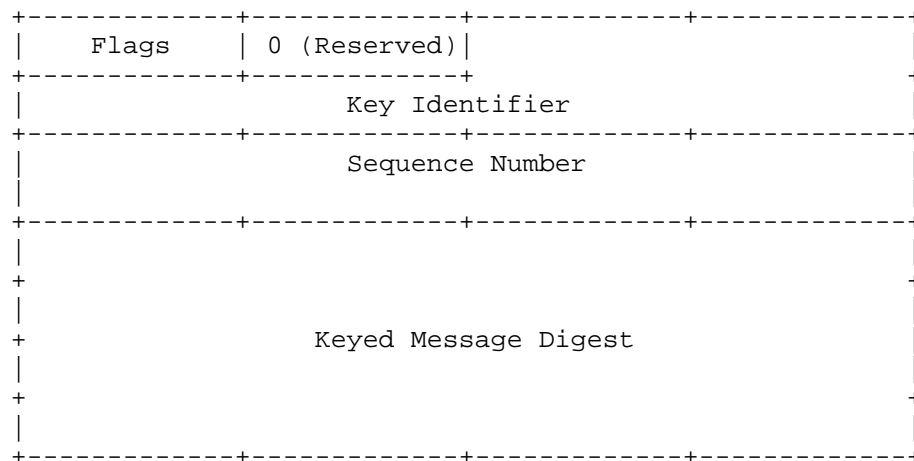 Flags 0 (Reserved)
Key Identifier
Sequence Number
Keyed Message Digest